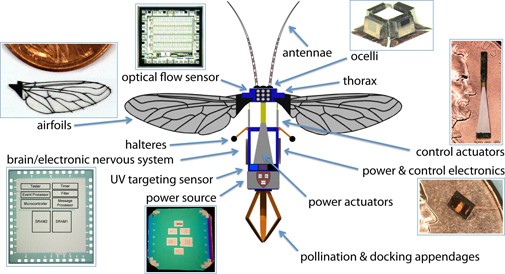 antennae
ocelli
optical flow sensor
thorax
airfoils
halteres
control actuators
brain/electronic nervous system
power & control electronics
UV targeting sensor
power source
power actuators
pollination & docking appendages
Tester
Timer
Event Processor
Filter
Microcontroller
Message
Processor
SRAM2
SRAM1